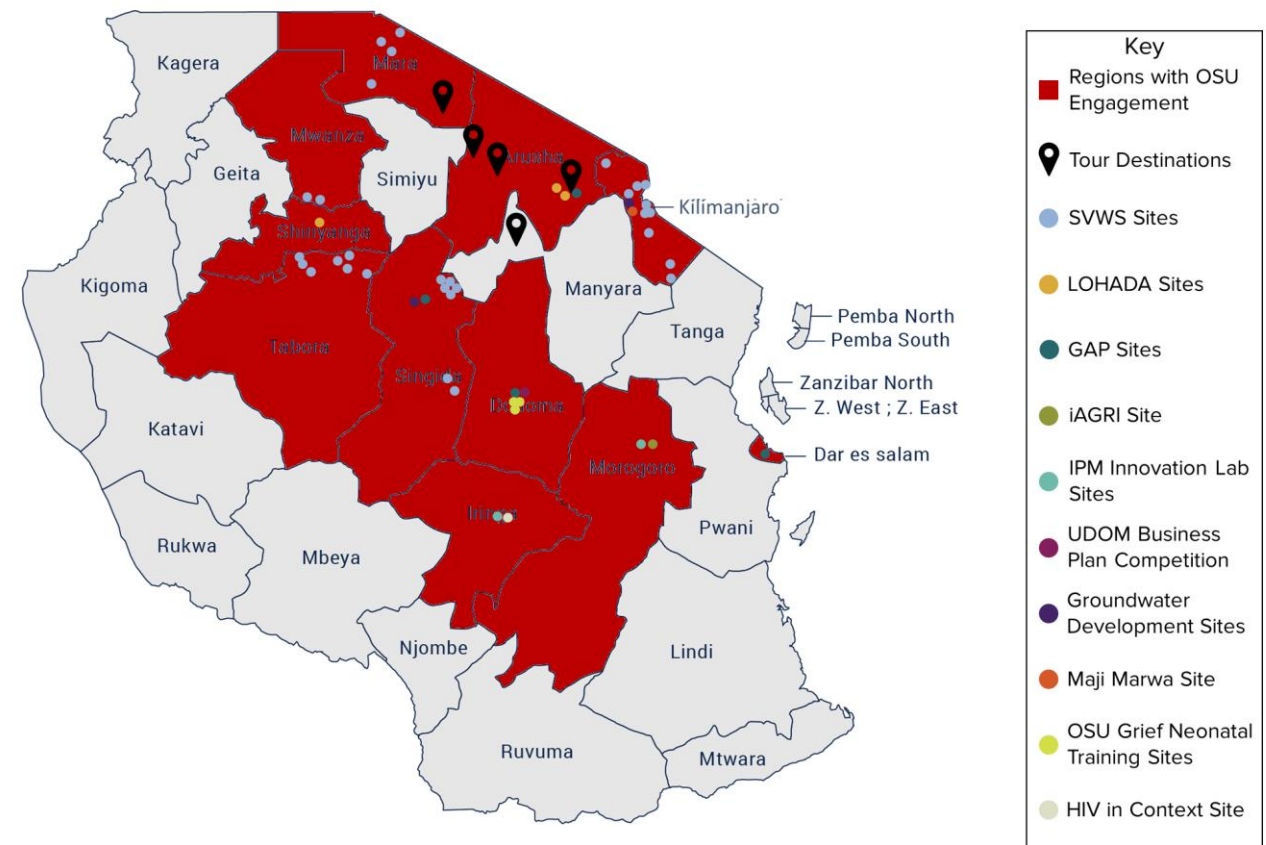 Kagera
Mara
Mwanza
Geita
Simiyu
Arusha
Kilimanjaro
Shinyanga
Kigoma
Manyara
Tanga
Pemba North
Pemba South
Tabora
Singida
Dodoma
Zanzibar North
Z. West ; Z. East
Katavi
Dar es salam
Morogoro
Iringa
Pwani
Rukwa
Mbeya
Njombe
Lindi
Ruvuma
Mtwara
Key
Regions with OSU
Engagement
Tour Destinations
SVWS Sites
LOHADA Sites
GAP Sites
iAGRI Site
IPM Innovation Lab
Sites
UDOM Business
Plan Competition
Groundwater
Development Sites
Maji Marwa Site
OSU Grief Neonatal
Training Sites
HIV in Context Site